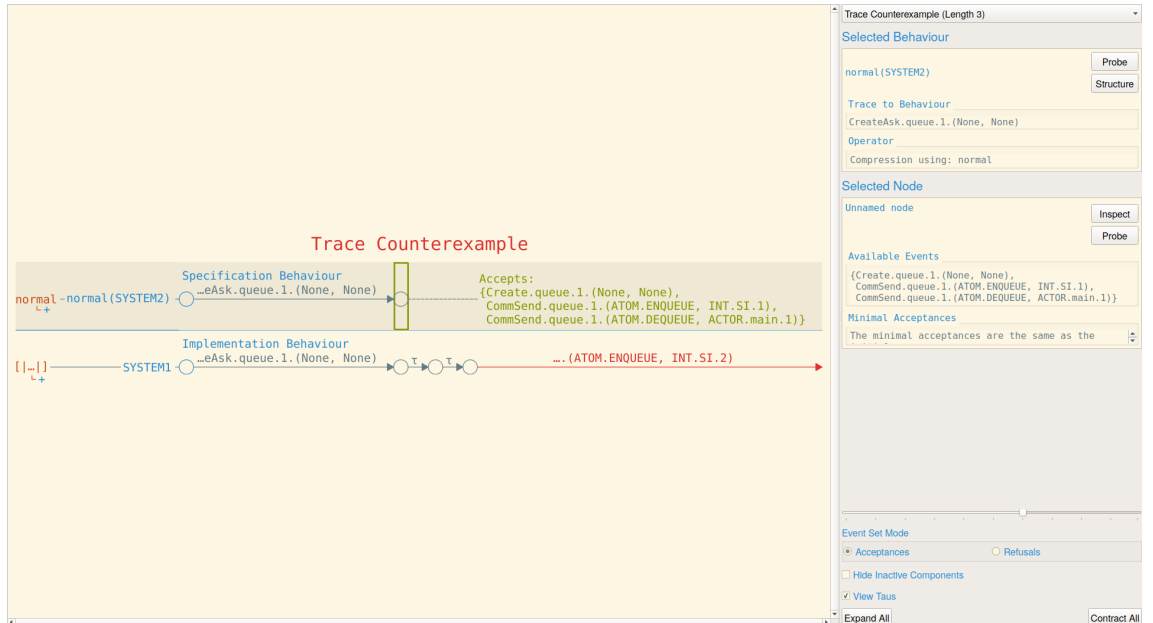 Trace Counterexample
Specification Behaviour
normal
normal(SYSTEM2)
…eAsk.queue.1.(None, None)
Accepts:
{Create.queue.1.(None, None),
CommSend.queue.1.(ATOM.ENQUEUE, INT.SI.1),
CommSend.queue.1.(ATOM.DEQUEUE, ACTOR.main.1)}
+
Implementation Behaviour
[|…|]
SYSTEM1
…eAsk.queue.1.(None, None)
τ
τ
….(ATOM.ENQUEUE, INT.SI.2)
+
Trace Counterexample (Length 3)
Selected Behaviour
normal(SYSTEM2)
Probe
Structure
Trace to Behaviour
CreateAsk.queue.1.(None, None)
Operator
Compression using: normal
Selected Node
Unnamed node
Inspect
Probe
Available Events
{Create.queue.1.(None, None),
CommSend.queue.1.(ATOM.ENQUEUE, INT.SI.1),
CommSend.queue.1.(ATOM.DEQUEUE, ACTOR.main.1)}
Minimal Acceptances
The minimal acceptances are the same as the
Event Set Mode
Acceptances
Refusals
Hide Inactive Components
View Taus
Expand All
Contract All